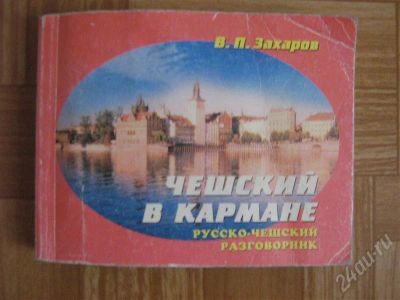 В. П. Захаров
ЧЕШСКИЙ
В КАРМАНЕ
РУССКО-ЧЕШСКИЙ
РАЗГОВОРНИК
24au.ru